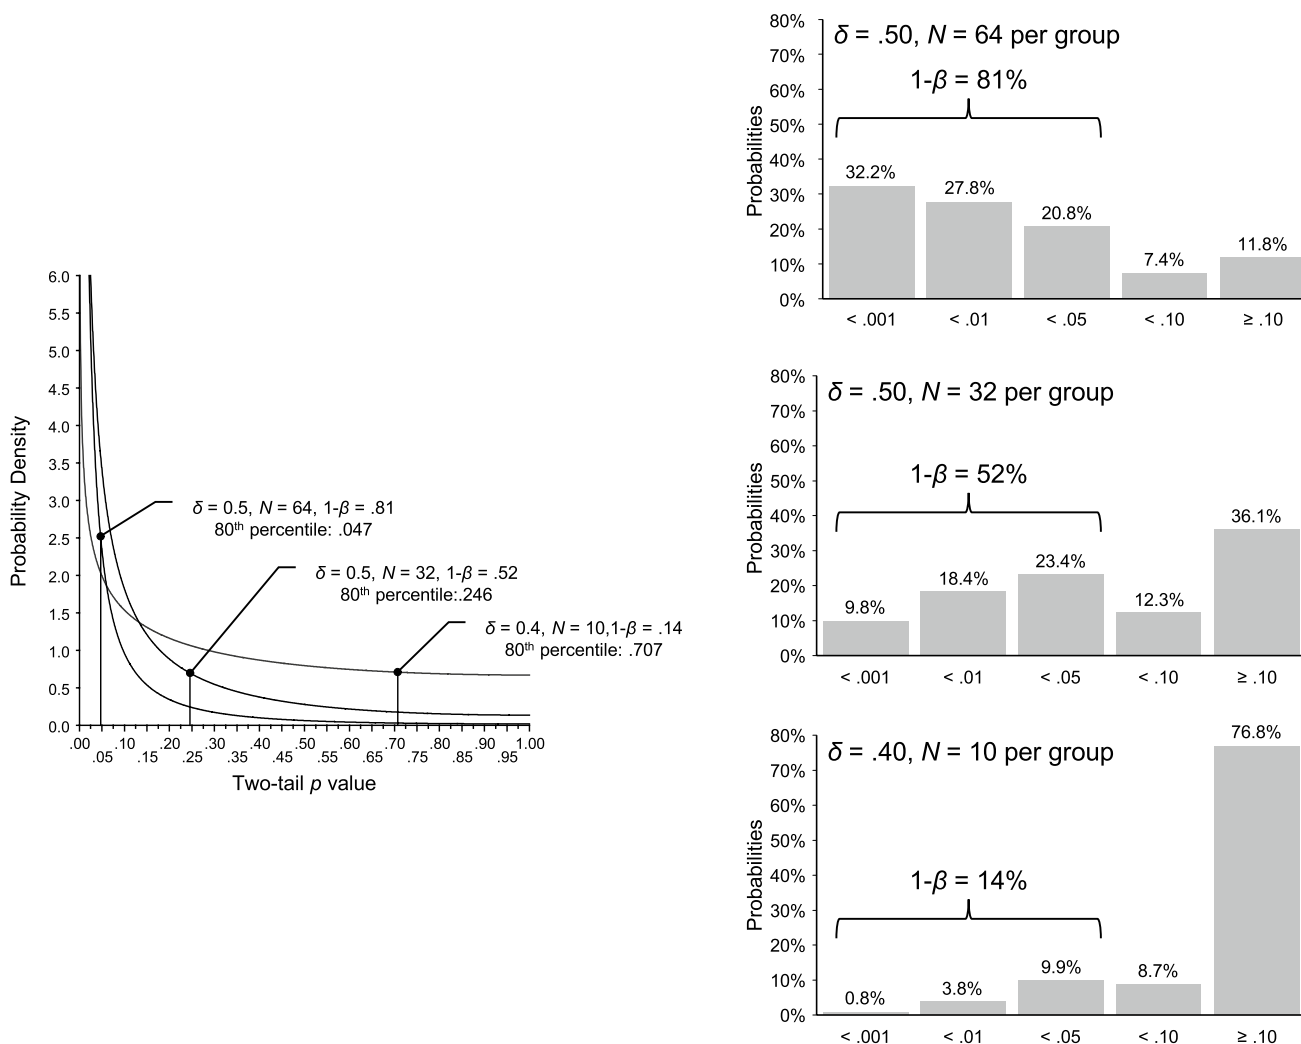 6.0
5.5
5.0
4.5
4.0
3.5
3.0
2.5
2.0
1.5
1.0
0.5
0.0
Probability Density
δ = 0.5, N = 64, 1-β = .81
80th percentile: .047
δ = 0.5, N = 32, 1-β = .52
80th percentile:.246
δ = 0.4, N = 10,1-β = .14
80th percentile: .707
.00 .10 .20 .30 .40 .50 .60 .70 .80 .90 1.00
.05 .15 .25 .35 .45 .55 .65 .75 .85 .95
Two-tail p value
δ = .50, N = 64 per group
1-β = 81%
Probabilities
80%
70%
60%
50%
40%
30%
20%
10%
0%
32.2%
27.8%
20.8%
7.4%
11.8%
< .001 < .01 < .05 < .10 ≥ .10
δ = .50, N = 32 per group
1-β = 52%
Probabilities
80%
70%
60%
50%
40%
30%
20%
10%
0%
9.8%
18.4%
23.4%
12.3%
36.1%
< .001 < .01 < .05 < .10 ≥ .10
δ = .40, N = 10 per group
1-β = 14%
Probabilities
80%
70%
60%
50%
40%
30%
20%
10%
0%
0.8%
3.8%
9.9%
8.7%
76.8%
< .001 < .01 < .05 < .10 ≥ .10